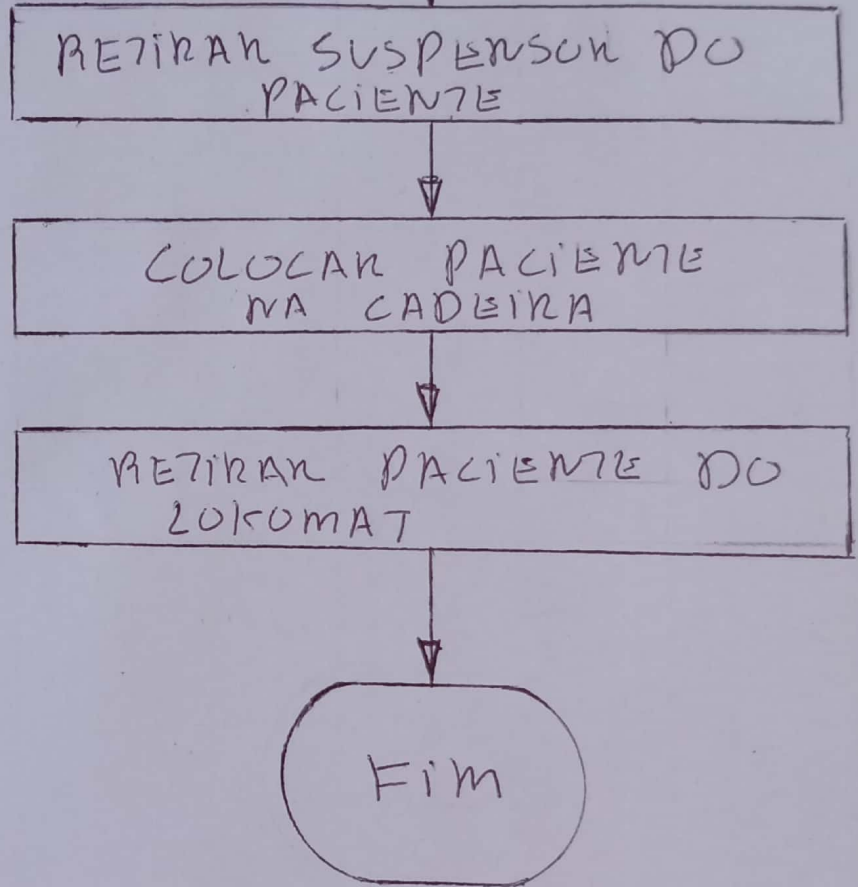 RETIRAR SUSPENSOR DO
PACIENTE
COLOCAR PACIENTE
NA CADEIRA
RETIRAR PACIENTE DO
LOKOMAT
Fim